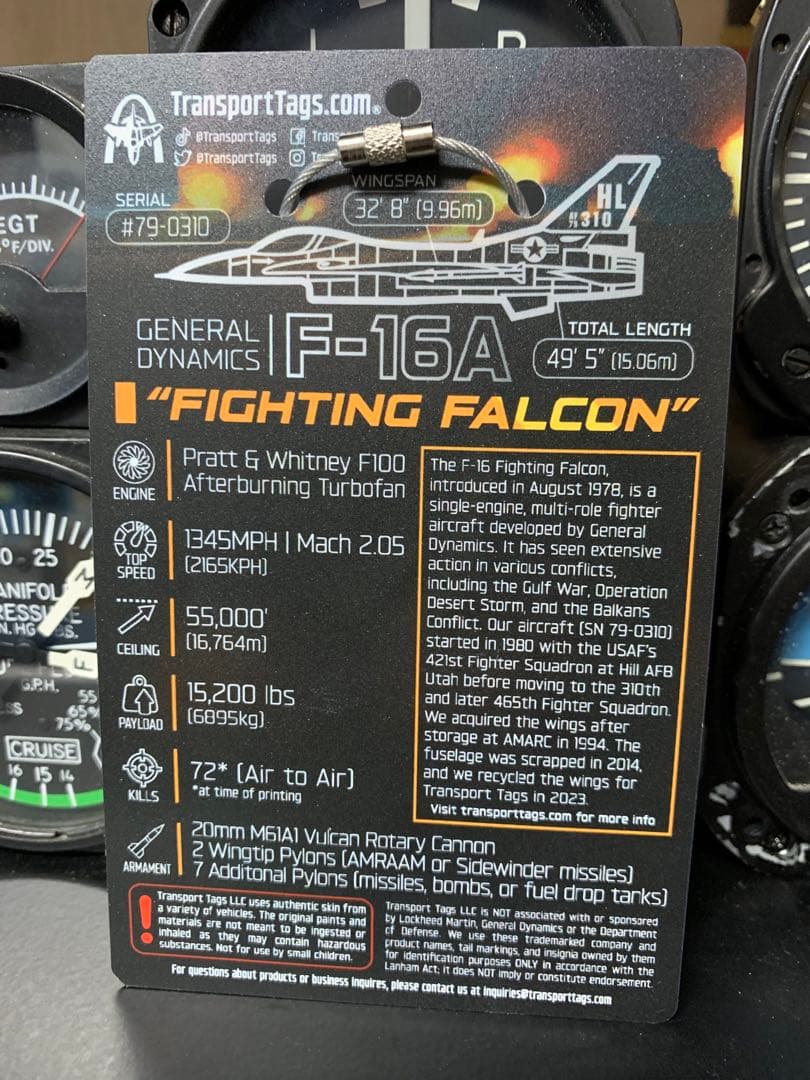 TransportTags.com®
@TransportTags
@TransportTags
SERIAL
#79-0310
WINGSPAN
32' 8" (9.96m)
HL
310
GENERAL
DYNAMICS
F-16A
TOTAL LENGTH
49' 5" (15.06m)
"FIGHTING FALCON"
ENGINE
Pratt & Whitney F100
Afterburning Turbofan
TOP
SPEED
1345MPH | Mach 2.05
(2165KPH)
CEILING
55,000'
(16,764m)
PAYLOAD
15,200 lbs
(6895kg)
KILLS
72* (Air to Air)
*at time of printing
The F-16 Fighting Falcon,
introduced in August 1978, is a
single-engine, multi-role fighter
aircraft developed by General
Dynamics. It has seen extensive
action in various conflicts,
including the Gulf War, Operation
Desert Storm, and the Balkans
Conflict. Our aircraft (SN 79-0310)
started in 1980 with the USAF's
421st Fighter Squadron at Hill AFB
Utah before moving to the 310th
and later 465th Fighter Squadron.
We acquired the wings after
storage at AMARC in 1994. The
fuselage was scrapped in 2014,
and we recycled the wings for
Transport Tags in 2023.
Visit transporttags.com for more info
ARMAMENT
20mm M61A1 Vulcan Rotary Cannon
2 Wingtip Pylons (AMRAAM or Sidewinder missiles)
7 Additonal Pylons (missiles, bombs, or fuel drop tanks)
Transport Tags LLC uses authentic skin from
a variety of vehicles. The original paints and
materials are not meant to be ingested or
inhaled as they may contain hazardous
substances. Not for use by small children.
Transport Tags LLC is NOT associated with or sponsored
by Lockheed Martin, General Dynamics or the Department
of Defense. We use these trademarked company and
product names, tail markings, and insignia owned by them
for identification purposes ONLY in accordance with the
Lanham Act; it does NOT imply or constitute endorsement.
For questions about products or business inquires, please contact us at inquiries@transporttags.com
L
R
EGT
°F/DIV.
0 25
G.P.H.
55
65%
75%
CRUISE
16 15 14